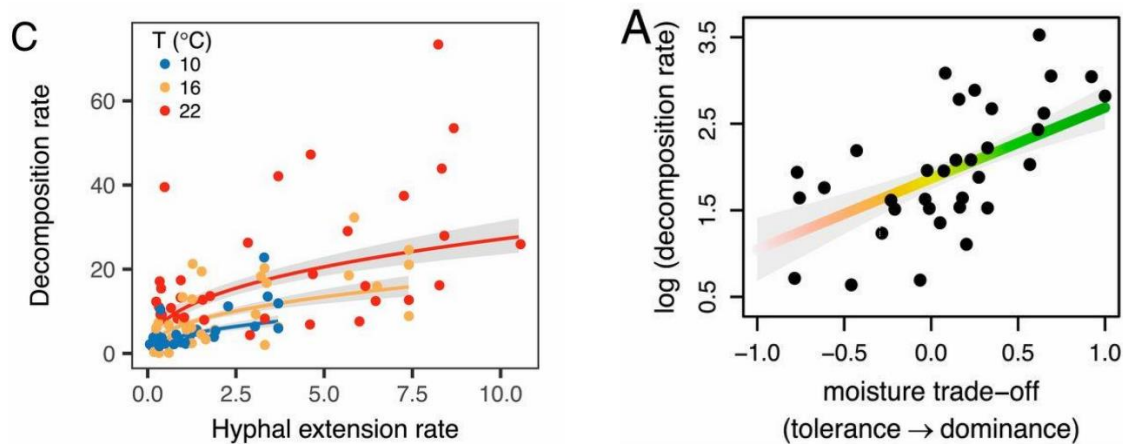 C
T (°C)
10
16
22
Decomposition rate
60
40
20
0
0.0 2.5 5.0 7.5 10.0
Hyphal extension rate
A
log (decomposition rate)
3.5
2.5
1.5
0.5
−1.0 −0.5 0.0 0.5 1.0
moisture trade−off
(tolerance → dominance)